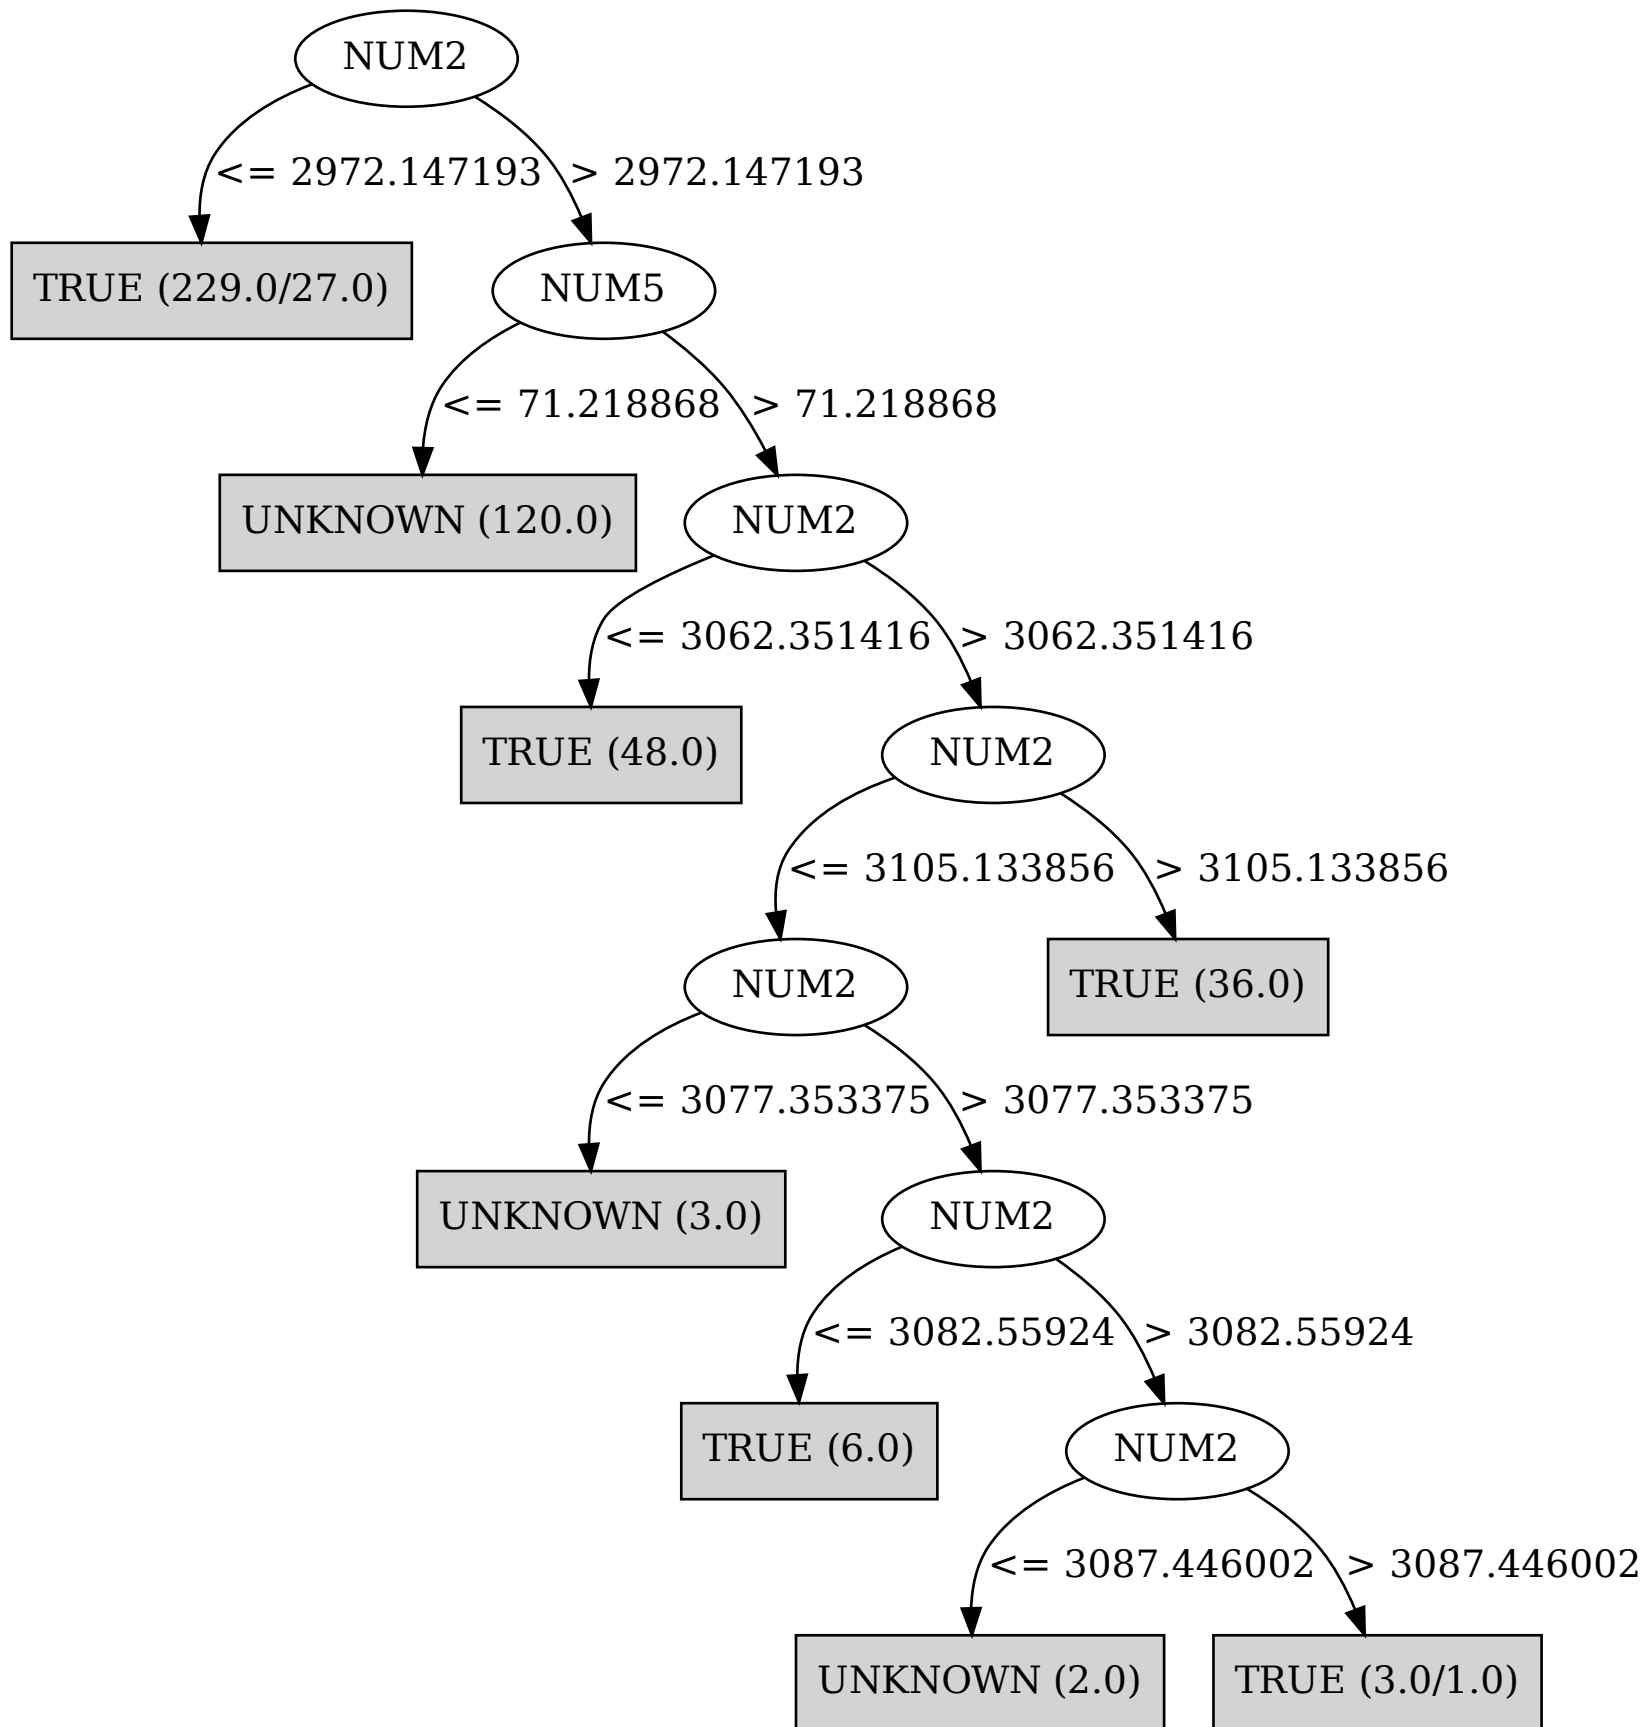 NUM2
<= 2972.147193
> 2972.147193
TRUE (229.0/27.0)
NUM5
<= 71.218868
> 71.218868
UNKNOWN (120.0)
NUM2
<= 3062.351416
> 3062.351416
TRUE (48.0)
NUM2
<= 3105.133856
> 3105.133856
NUM2
TRUE (36.0)
<= 3077.353375
> 3077.353375
UNKNOWN (3.0)
NUM2
<= 3082.55924
> 3082.55924
TRUE (6.0)
NUM2
<= 3087.446002
> 3087.446002
UNKNOWN (2.0)
TRUE (3.0/1.0)